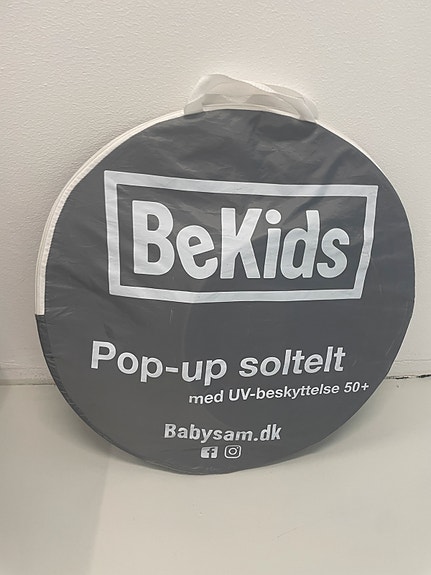 BeKids
Pop-up soltelt
med UV-beskyttelse 50+
Babysam.dk